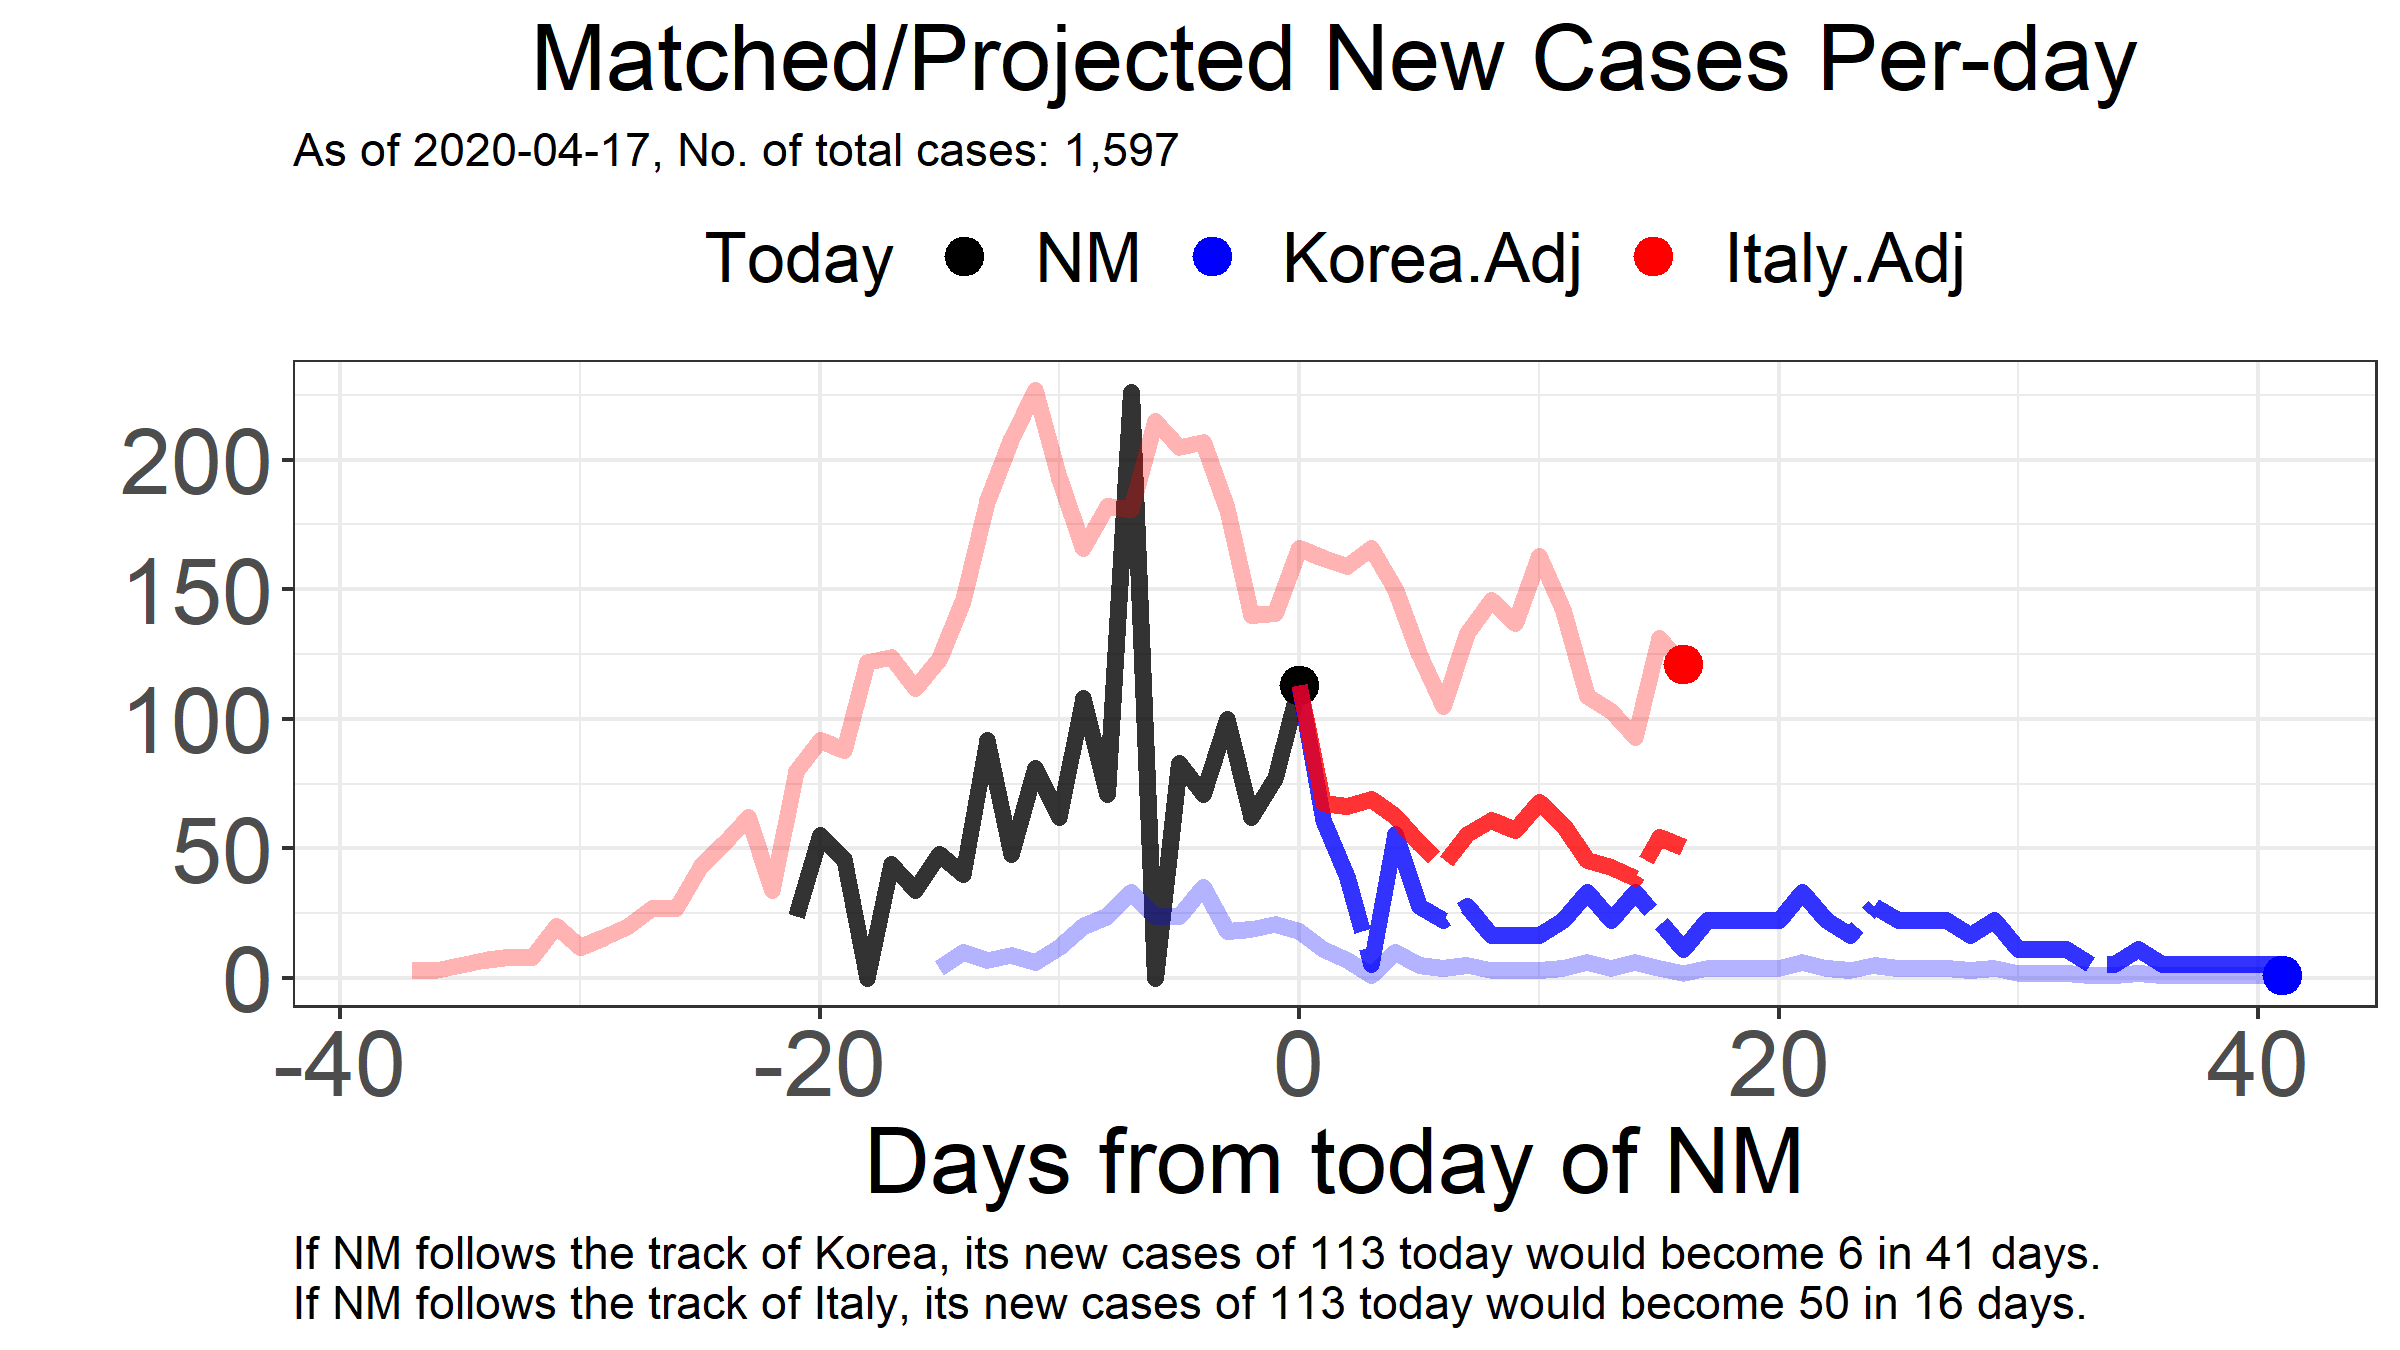 Matched/Projected New Cases Per-day
As of 2020-04-17, No. of total cases: 1,597
Today NM Korea.Adj Italy.Adj
200
150
100
50
0
-40 -20 0 20 40
Days from today of NM
If NM follows the track of Korea, its new cases of 113 today would become 6 in 41 days.
If NM follows the track of Italy, its new cases of 113 today would become 50 in 16 days.